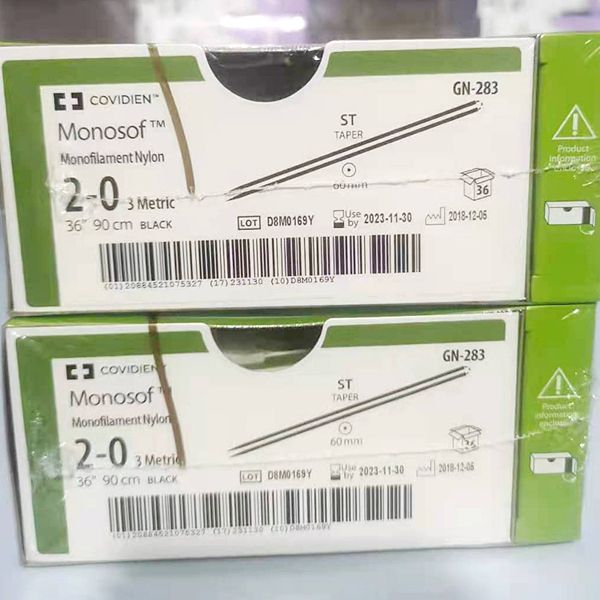 COVIDIEN™
GN-283
Monosof™
ST
TAPER
Monofilament Nylon
2-0 3 Metric
60mm
36
36" 90 cm BLACK
LOT D8M0169Y
Use by 2023-11-30
2018-12-06
(01)20884521075327 (17)231130 (10)D8M0169Y
Product
information
COVIDIEN
GN-283
Monosof™
ST
TAPER
Monofilament Nylon
2-0 3 Metric
60mm
36" 90 cm BLACK
LOT D8M0169Y
Use by 2023-11-30
2018-12-06
(01)20884521075327 (17)231130 (10)D8M0169Y
Product
information